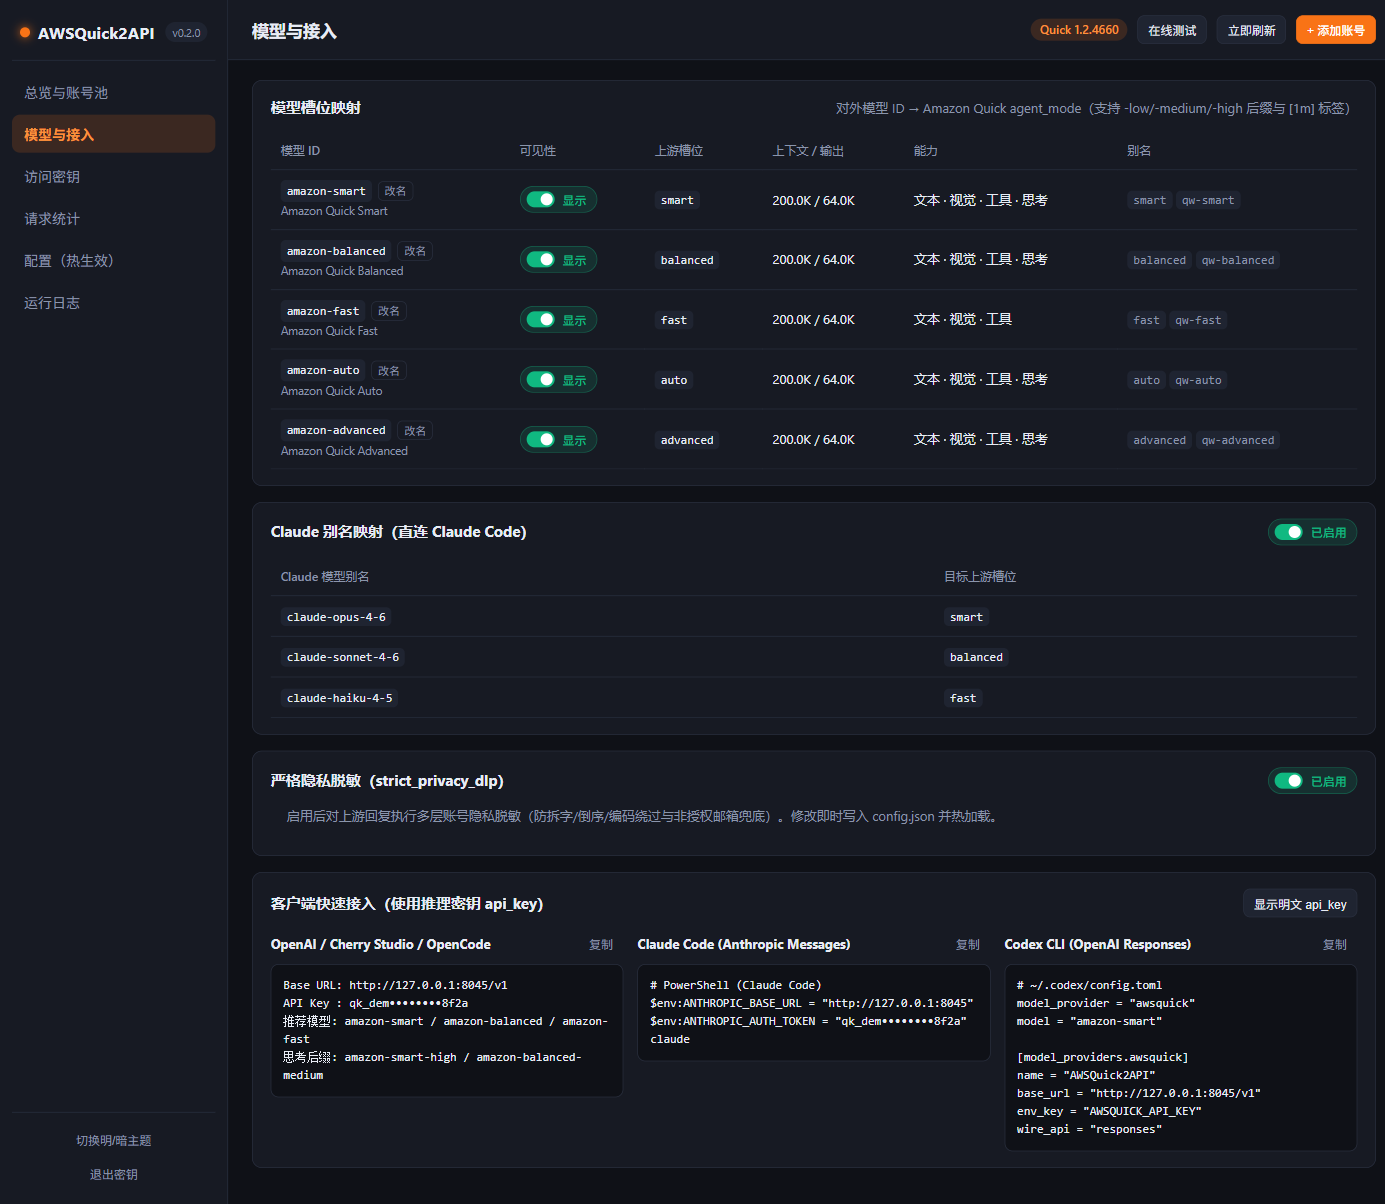 AWSQuick2API v0.2.0
总览与账号池
模型与接入
访问密钥
请求统计
配置（热生效）
运行日志
切换明/暗主题
退出密钥
模型与接入
Quick 1.2.4660
在线测试
立即刷新
+ 添加账号
模型槽位映射
对外模型 ID → Amazon Quick agent_mode（支持 -low/-medium/-high 后缀与 [1m] 标签）
模型 ID 可见性 上游槽位 上下文 / 输出 能力 别名
amazon-smart 改名 显示 smart 200.0K / 64.0K 文本 · 视觉 · 工具 · 思考 smart qw-smart
Amazon Quick Smart
amazon-balanced 改名 显示 balanced 200.0K / 64.0K 文本 · 视觉 · 工具 · 思考 balanced qw-balanced
Amazon Quick Balanced
amazon-fast 改名 显示 fast 200.0K / 64.0K 文本 · 视觉 · 工具 fast qw-fast
Amazon Quick Fast
amazon-auto 改名 显示 auto 200.0K / 64.0K 文本 · 视觉 · 工具 · 思考 auto qw-auto
Amazon Quick Auto
amazon-advanced 改名 显示 advanced 200.0K / 64.0K 文本 · 视觉 · 工具 · 思考 advanced qw-advanced
Amazon Quick Advanced
Claude 别名映射（直连 Claude Code） 已启用
Claude 模型别名 目标上游槽位
claude-opus-4-6 smart
claude-sonnet-4-6 balanced
claude-haiku-4-5 fast
严格隐私脱敏（strict_privacy_dlp） 已启用
启用后对上游回复执行多层账号隐私脱敏（防拆字/倒序/编码绕过与非授权邮箱兜底）。修改即时写入 config.json 并热加载。
客户端快速接入（使用推理密钥 api_key） 显示明文 api_key
OpenAI / Cherry Studio / OpenCode 复制
Base URL: http://127.0.0.1:8045/v1
API Key : qk_dem••••••••8f2a
推荐模型: amazon-smart / amazon-balanced / amazon-
fast
思考后缀: amazon-smart-high / amazon-balanced-
medium
Claude Code (Anthropic Messages) 复制
# PowerShell (Claude Code)
$env:ANTHROPIC_BASE_URL = "http://127.0.0.1:8045"
$env:ANTHROPIC_AUTH_TOKEN = "qk_dem••••••••8f2a"
claude
Codex CLI (OpenAI Responses) 复制
# ~/.codex/config.toml
model_provider = "awsquick"
model = "amazon-smart"
[model_providers.awsquick]
name = "AWSQuick2API"
base_url = "http://127.0.0.1:8045/v1"
env_key = "AWSQUICK_API_KEY"
wire_api = "responses"